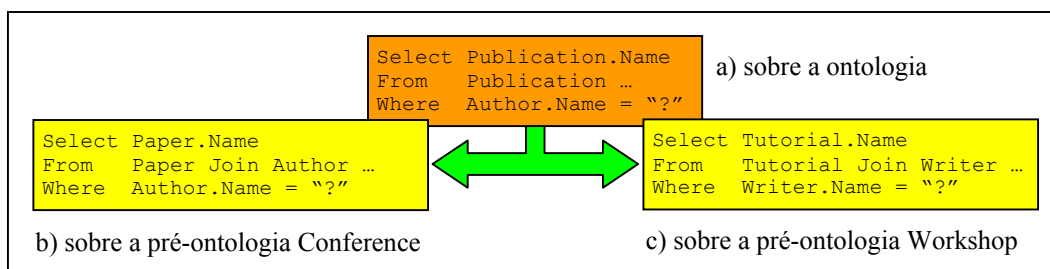 Select Publication.Name
From Publication …
Where Author.Name = “?”
a) sobre a ontologia
Select Paper.Name
From Paper Join Author …
Where Author.Name = “?”
b) sobre a pré-ontologia Conference
Select Tutorial.Name
From Tutorial Join Writer …
Where Writer.Name = “?”
c) sobre a pré-ontologia Workshop